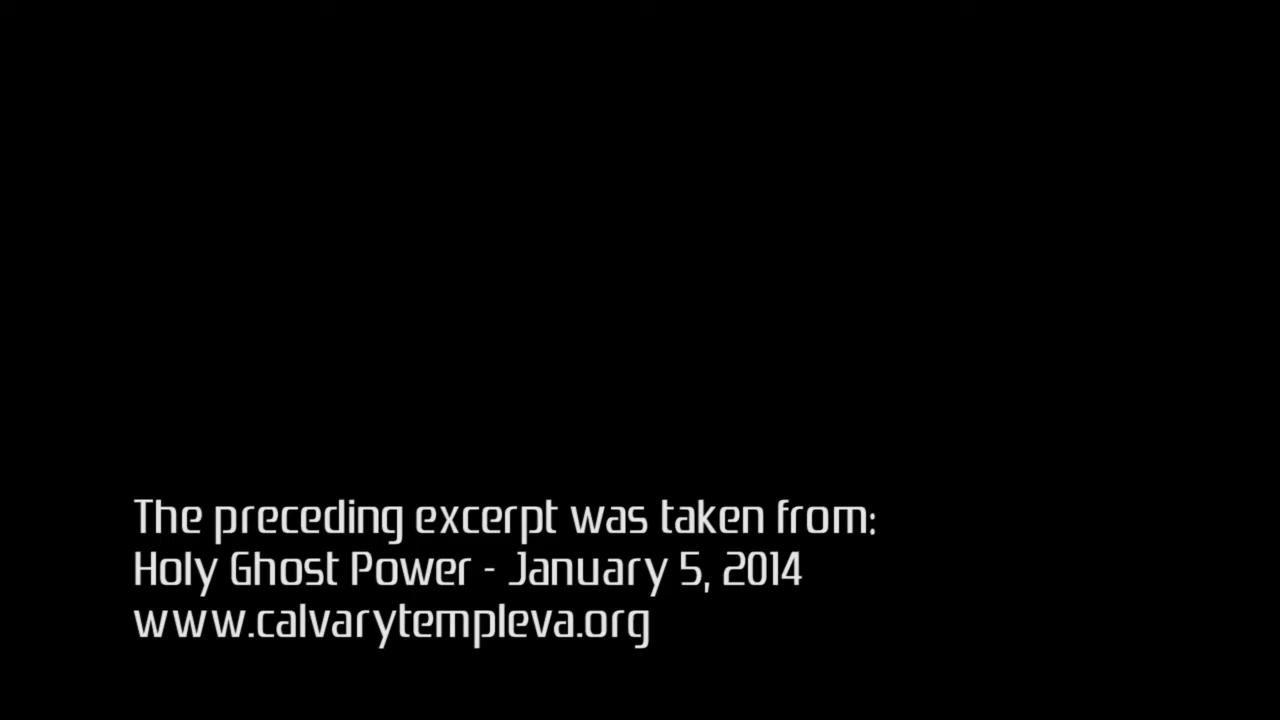 The preceding excerpt was taken from:
Holy Ghost Power - January 5, 2014
www.calvarytempleva.org